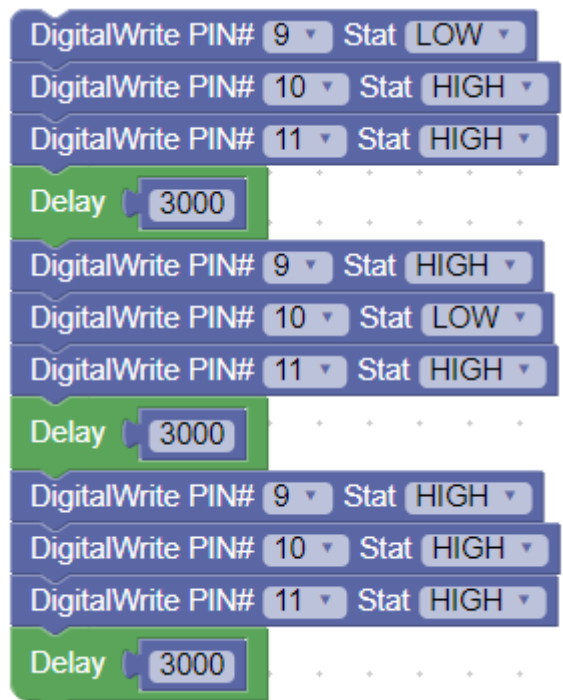 DigitalWrite PIN# 9 Stat LOW
DigitalWrite PIN# 10 Stat HIGH
DigitalWrite PIN# 11 Stat HIGH
Delay 3000
DigitalWrite PIN# 9 Stat HIGH
DigitalWrite PIN# 10 Stat LOW
DigitalWrite PIN# 11 Stat HIGH
Delay 3000
DigitalWrite PIN# 9 Stat HIGH
DigitalWrite PIN# 10 Stat HIGH
DigitalWrite PIN# 11 Stat HIGH
Delay 3000